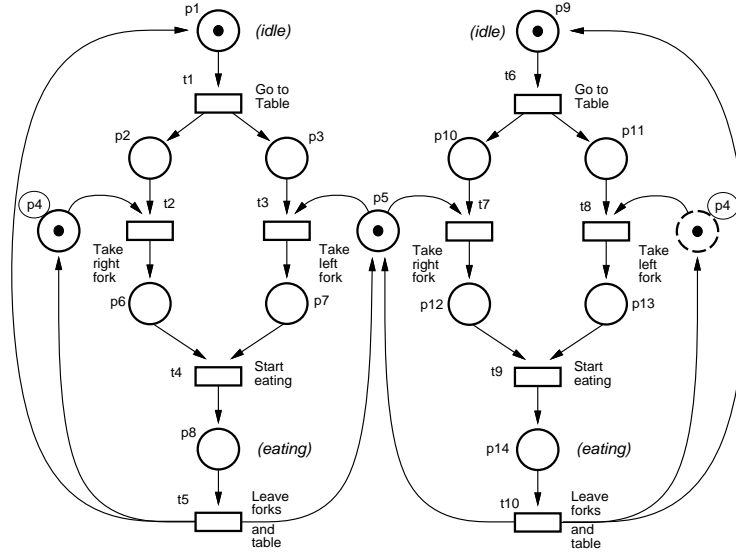 p1
(idle)
t1
Go to
Table
p2
p3
p4
t2
t3
p5
Take
right
fork
Take
left
fork
p6
p7
t4
Start
eating
p8
(eating)
t5
Leave
forks
and
table
p9
(idle)
t6
Go to
Table
p10
p11
t7
t8
p4
Take
right
fork
Take
left
fork
p12
p13
t9
Start
eating
p14
(eating)
t10
Leave
forks
and
table